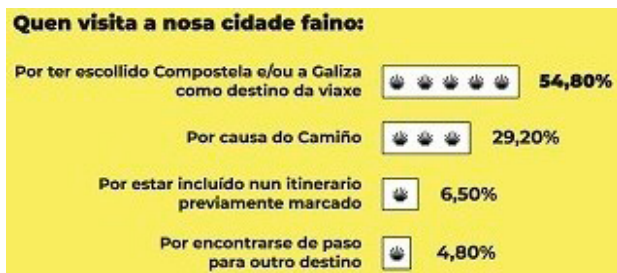 Quen visita a nosa cidade faino:
Por ter escollido Compostela e/ou a Galiza
como destino da viaxe
54,80%
Por causa do Camiño
29,20%
Por estar incluído nun itinerario
previamente marcado
6,50%
Por encontrarse de paso
para outro destino
4,80%